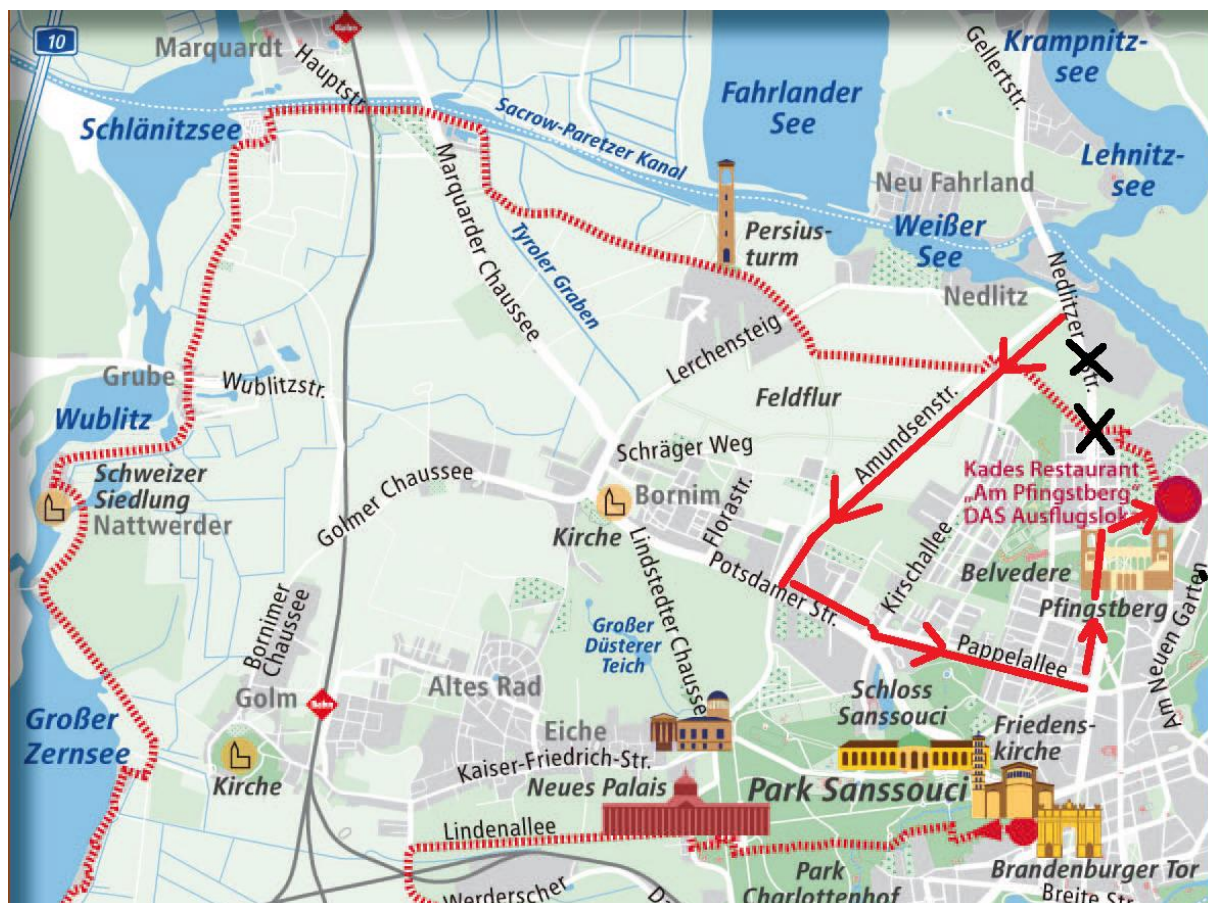 10
Marquardt
Bahn
Hauptstr.
Schlänitzsee
Sacrow-Paretzer Kanal
Fahrlander
See
Gellertstr.
Krampnitz-
see
Lehnitz-
see
Neu Fahrland
Weißer
See
Marquarder Chaussee
Tyroler Graben
Persius-
turm
Nedlitz
Nedlitzer Str.
Lerchensteig
Grube
Wublitzstr.
Wublitz
Feldflur
Amundsenstr.
Schräger Weg
Schweizer
Siedlung
Nattwerder
Golmer Chaussee
Bornim
Kirche
Florastr.
Kades Restaurant
„Am Pfingstberg“
DAS Ausflugsloka
Belvedere
Pfingstberg
Am Neuen Garten
Potsdamer Str.
Kirschallee
Pappelallee
Lindstedter Chaussee
Großer
Düsterer
Teich
Bornimer
Chaussee
Golm
Bahn
Altes Rad
Großer
Zernsee
Kirche
Eiche
Kaiser-Friedrich-Str.
Neues Palais
Schloss
Sanssouci
Friedens-
kirche
Park Sanssouci
Lindenallee
Park
Charlottenhof
Brandenburger Tor
Breite Str.
Werderscher